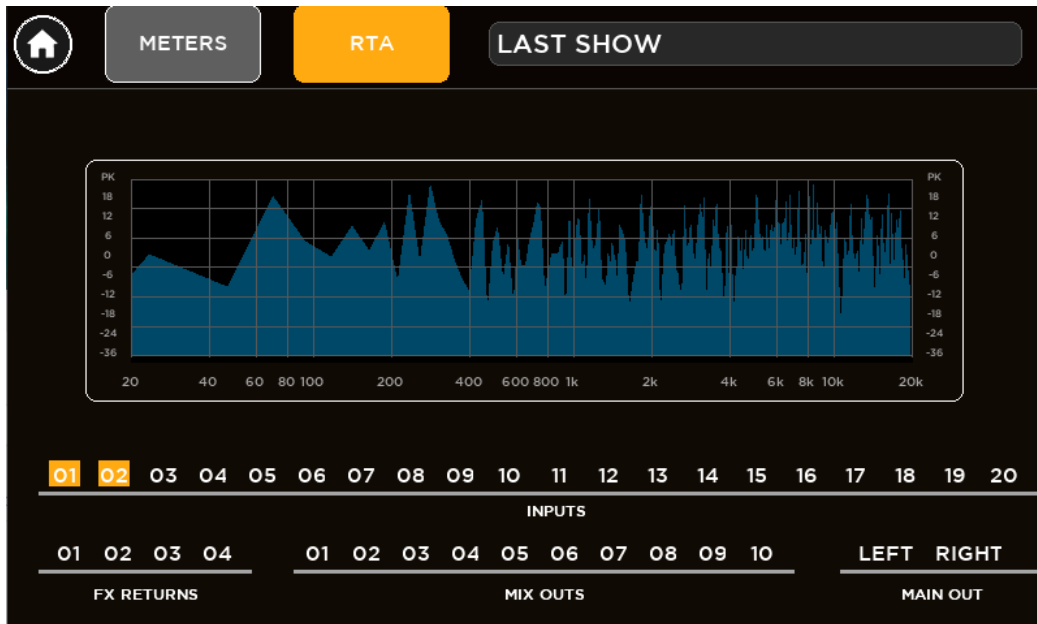 METERS RTA LAST SHOW
PK PK
18 18
12 12
6 6
0 0
-6 -6
-12 -12
-18 -18
-24 -24
-36 -36
20 40 60 80 100 200 400 600 800 1k 2k 4k 6k 8k 10k 20k
01 02 03 04 05 06 07 08 09 10 11 12 13 14 15 16 17 18 19 20
INPUTS
01 02 03 04 01 02 03 04 05 06 07 08 09 10 LEFT RIGHT
FX RETURNS MIX OUTS MAIN OUT